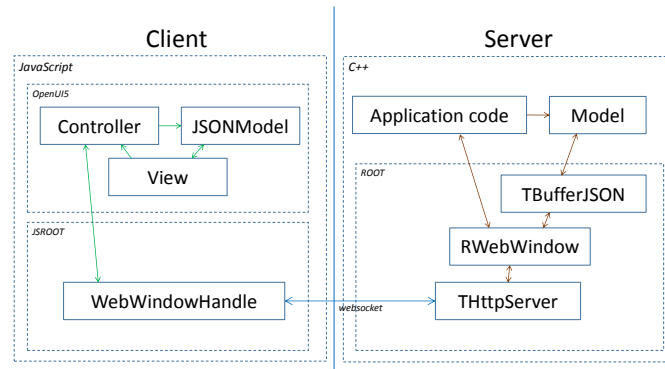 Client
Server
JavaScript
C++
OpenUI5
Controller
JSONModel
View
Application code
Model
ROOT
TBufferJSON
JSROOT
RWebWindow
WebWindowHandle
websocket
THttpServer